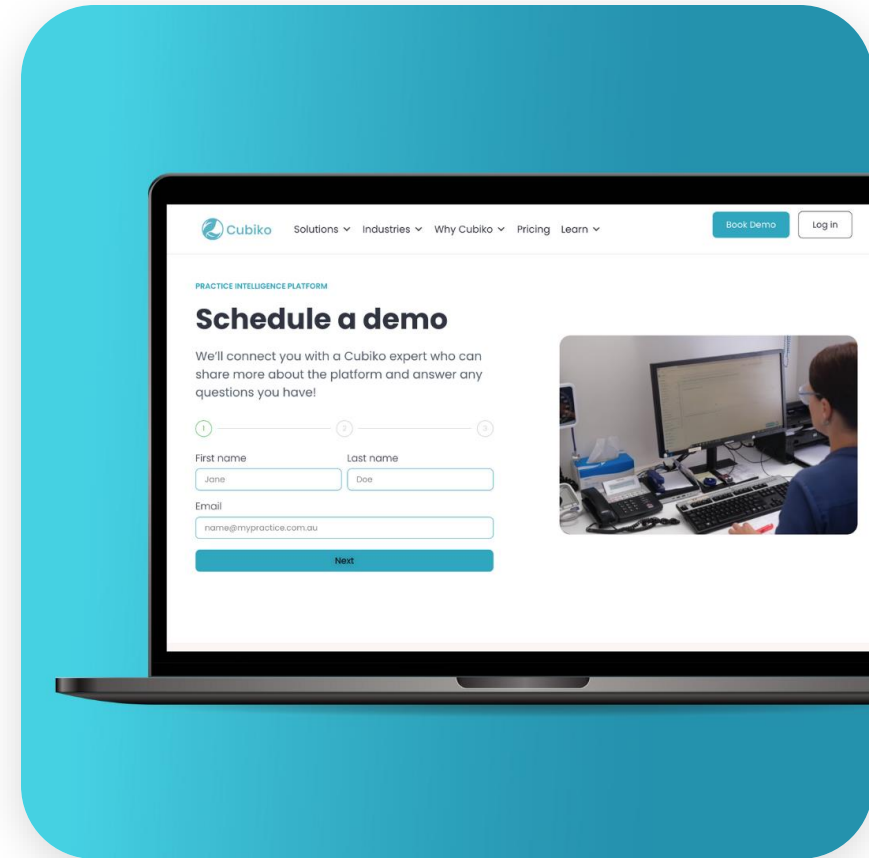 Cubiko Solutions Industries Why Cubiko Pricing Learn Book Demo Log in
PRACTICE INTELLIGENCE PLATFORM
Schedule a demo
We'll connect you with a Cubiko expert who can
share more about the platform and answer any
questions you have!
1 2 3
First name Last name
Jane Doe
Email
name@mypractice.com.au
Next